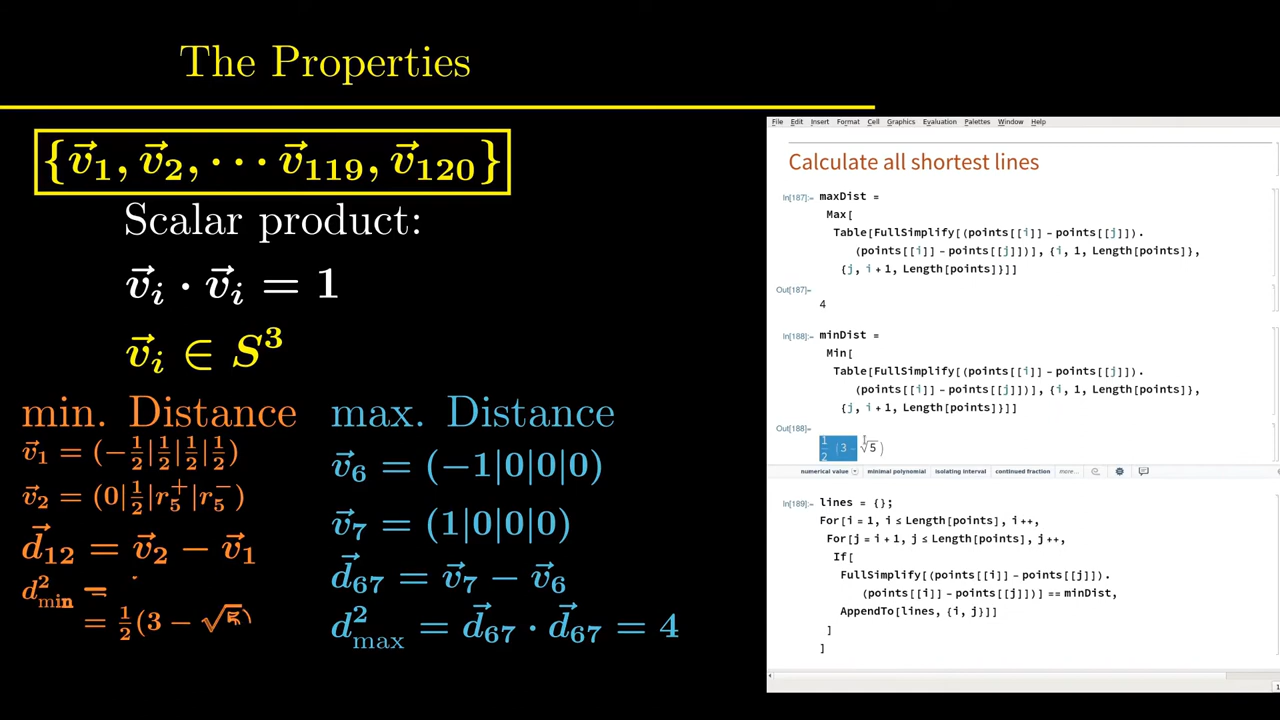 The Properties
{v⃗1, v⃗2, ··· v⃗119, v⃗120}
Scalar product:
v⃗i · v⃗i = 1
v⃗i ∈ S³
min. Distance
v⃗1 = (−1/2|1/2|1/2|1/2)
v⃗2 = (0|1/2|r5+|r5−)
d⃗12 = v⃗2 − v⃗1
d²min =
= 1/2(3 − √5)
max. Distance
v⃗6 = (−1|0|0|0)
v⃗7 = (1|0|0|0)
d⃗67 = v⃗7 − v⃗6
d²max = d⃗67 · d⃗67 = 4
File Edit Insert Format Cell Graphics Evaluation Palettes Window Help
Calculate all shortest lines
In[187]:= maxDist =
Max[
Table[FullSimplify[(points[[i]] – points[[j]]).
(points[[i]] – points[[j]])], {i, 1, Length[points]},
{j, i + 1, Length[points]}]]
Out[187]=
4
In[188]:= minDist =
Min[
Table[FullSimplify[(points[[i]] – points[[j]]).
(points[[i]] – points[[j]])], {i, 1, Length[points]},
{j, i + 1, Length[points]}]]
Out[188]=
1/2 (3 – √5)
numerical value minimal polynomial isolating interval continued fraction more...
In[189]:= lines = {};
For[i = 1, i ≤ Length[points], i++,
For[j = i + 1, j ≤ Length[points], j++,
If[
FullSimplify[(points[[i]] – points[[j]]).
(points[[i]] – points[[j]])] == minDist,
AppendTo[lines, {i, j}]]
]
]